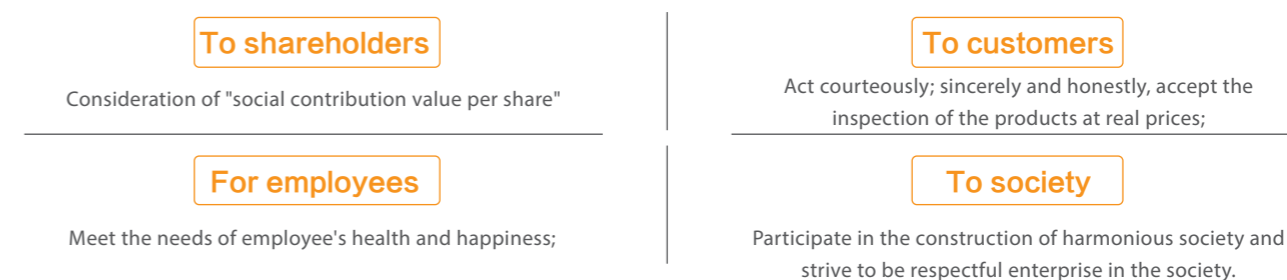 To shareholders
Consideration of "social contribution value per share"
To customers
Act courteously; sincerely and honestly, accept the
inspection of the products at real prices;
For employees
Meet the needs of employee's health and happiness;
To society
Participate in the construction of harmonious society and
strive to be respectful enterprise in the society.